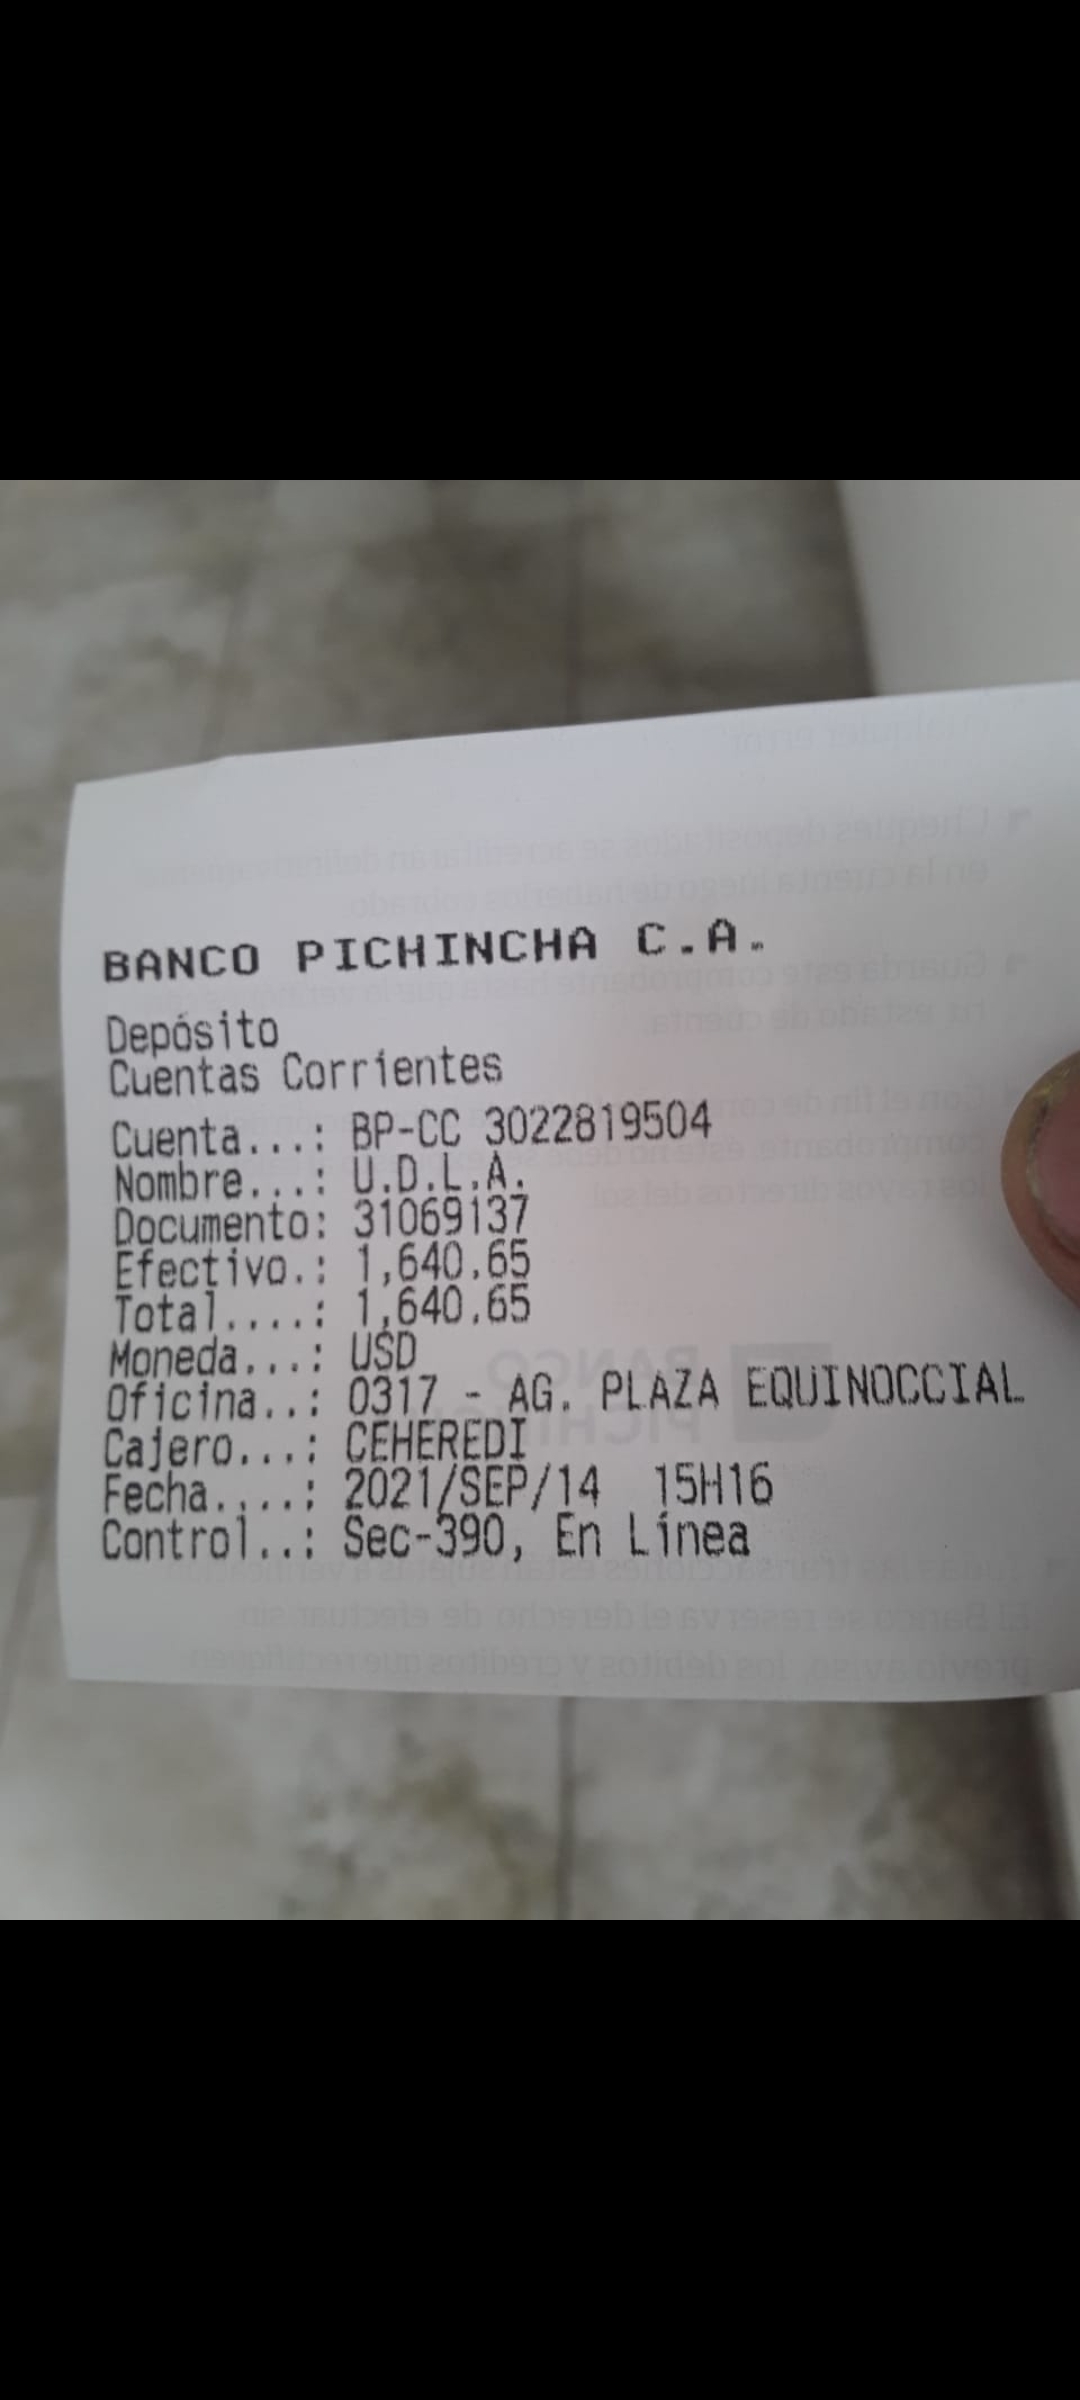 BANCO PICHINCHA C.A.
Depósito
Cuentas Corrientes
Cuenta...: BP-CC 3022819504
Nombre...: U.D.L.A.
Documento: 31069137
Efectivo.: 1,640.65
Total....: 1,640.65
Moneda...: USD
Oficina..: 0317 - AG. PLAZA EQUINOCCIAL
Cajero...: CEHEREDI
Fecha....: 2021/SEP/14 15H16
Control..: Sec-390, En Línea